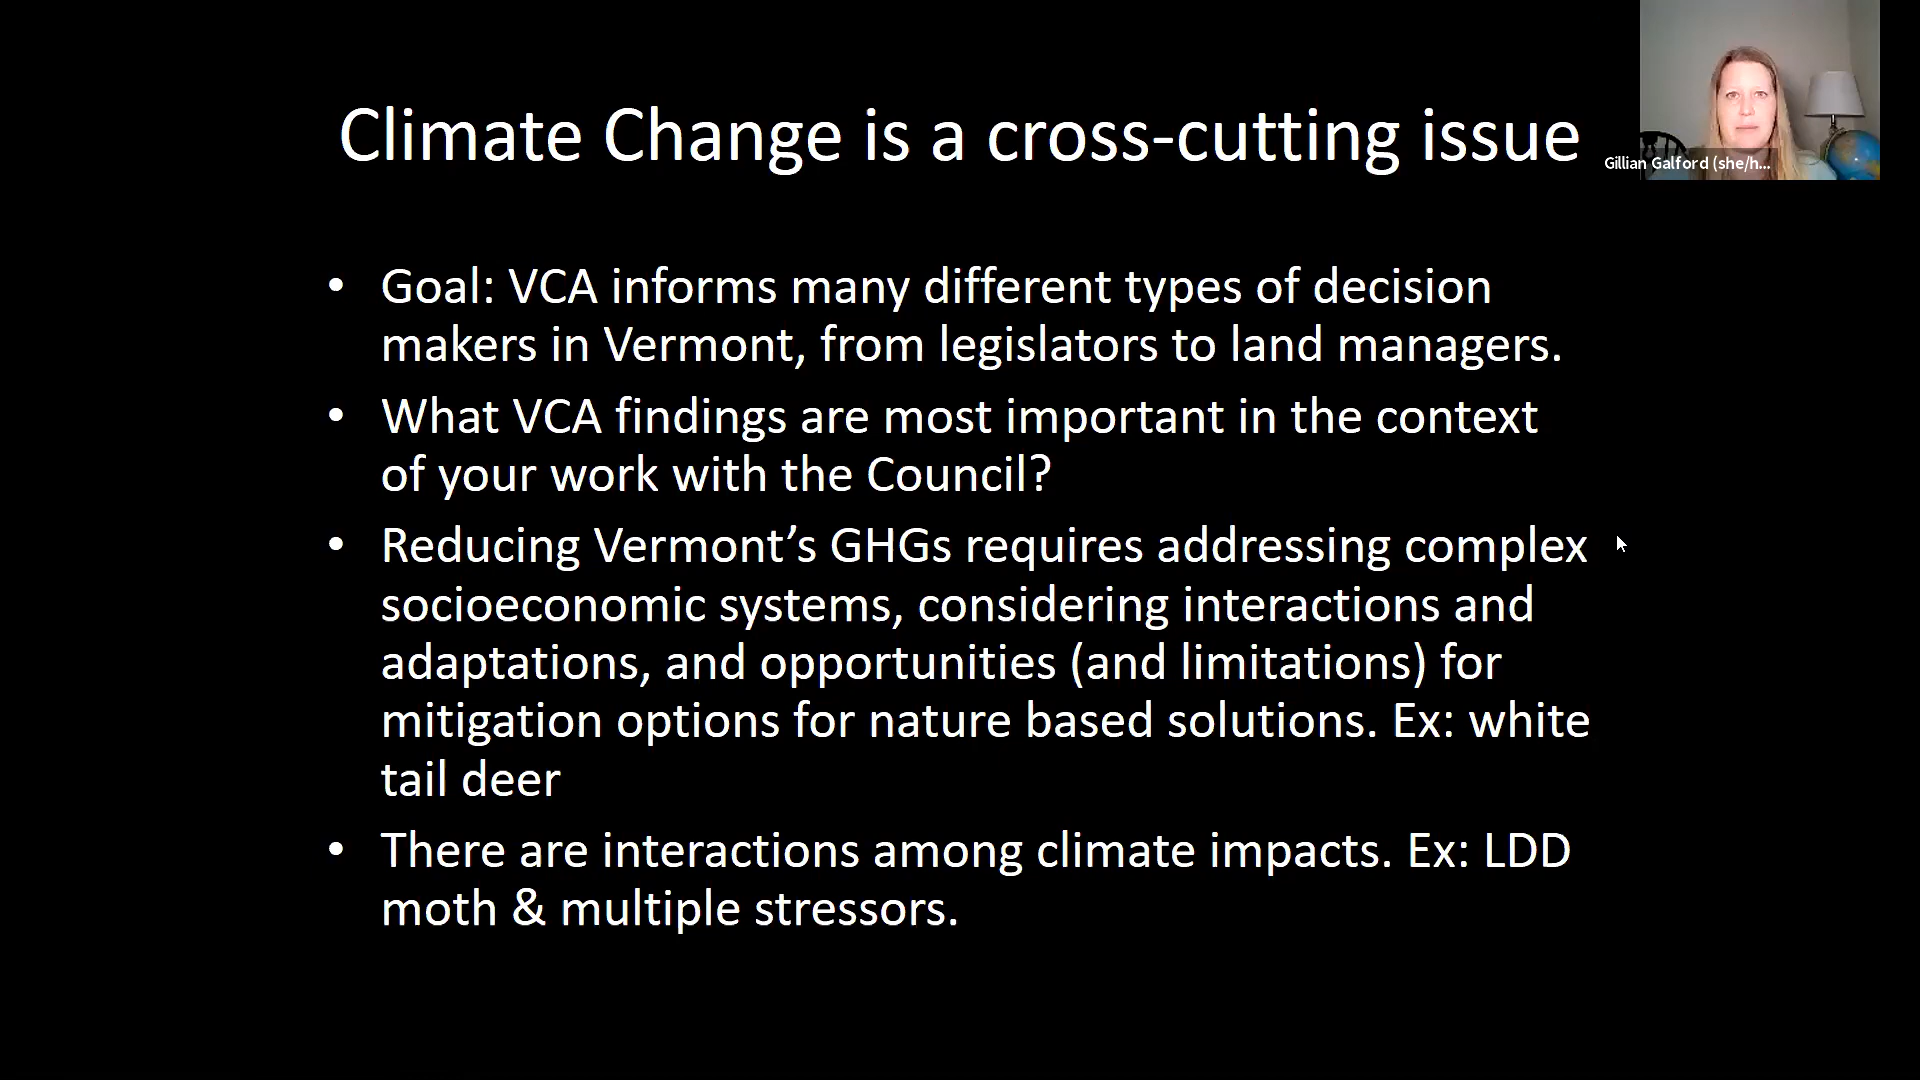 Climate Change is a cross-cutting issue
Gillian Galford (she/h...
• Goal: VCA informs many different types of decision
makers in Vermont, from legislators to land managers.
• What VCA findings are most important in the context
of your work with the Council?
• Reducing Vermont’s GHGs requires addressing complex
socioeconomic systems, considering interactions and
adaptations, and opportunities (and limitations) for
mitigation options for nature based solutions. Ex: white
tail deer
• There are interactions among climate impacts. Ex: LDD
moth & multiple stressors.